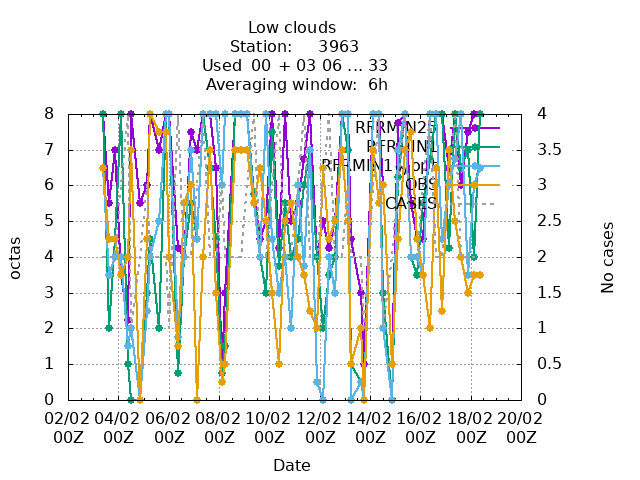 Low clouds
Station: 3963
Used 00 + 03 06 ... 33
Averaging window: 6h
8
7
6
5
4
3
2
1
0
octas
4
3.5
3
2.5
2
1.5
1
0.5
0
No cases
RFRMIN25
RFRMIN1
OBS
CASES
02/02 04/02 06/02 08/02 10/02 12/02 14/02 16/02 18/02 20/02
00Z 00Z 00Z 00Z 00Z 00Z 00Z 00Z 00Z 00Z
Date